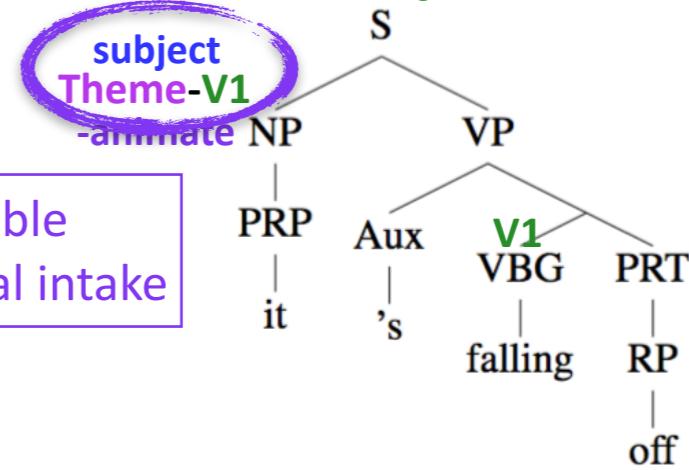 S
subject
Theme-V1
-animate NP VP
ble
al intake
PRP Aux V1
VBG PRT
it 's
falling RP
off